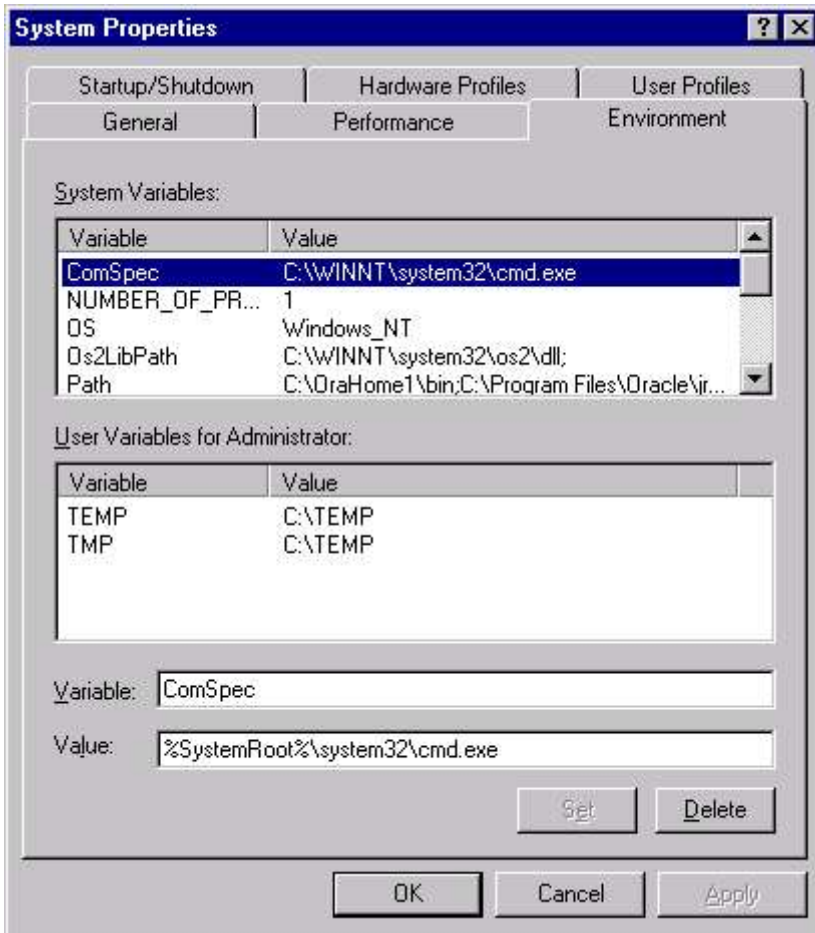 System Properties
Startup/Shutdown Hardware Profiles User Profiles
General Performance Environment
System Variables:
Variable Value
ComSpec C:\WINNT\system32\cmd.exe
NUMBER_OF_PR... 1
OS Windows_NT
Os2LibPath C:\WINNT\system32\os2\dll;
Path C:\OraHome1\bin;C:\Program Files\Oracle\jr...
User Variables for Administrator:
Variable Value
TEMP C:\TEMP
TMP C:\TEMP
Variable: ComSpec
Value: %SystemRoot%\system32\cmd.exe
Set Delete
OK Cancel Apply